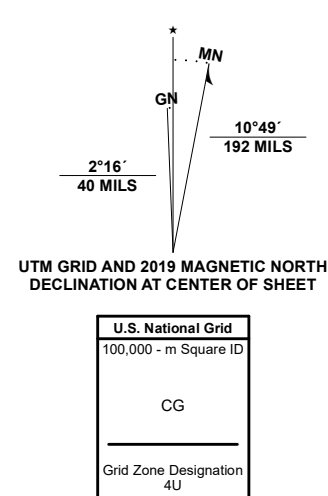 ★
MN
GN
10°49´
192 MILS
2°16´
40 MILS
UTM GRID AND 2019 MAGNETIC NORTH
DECLINATION AT CENTER OF SHEET
U.S. National Grid
100,000 - m Square ID
CG
Grid Zone Designation
4U